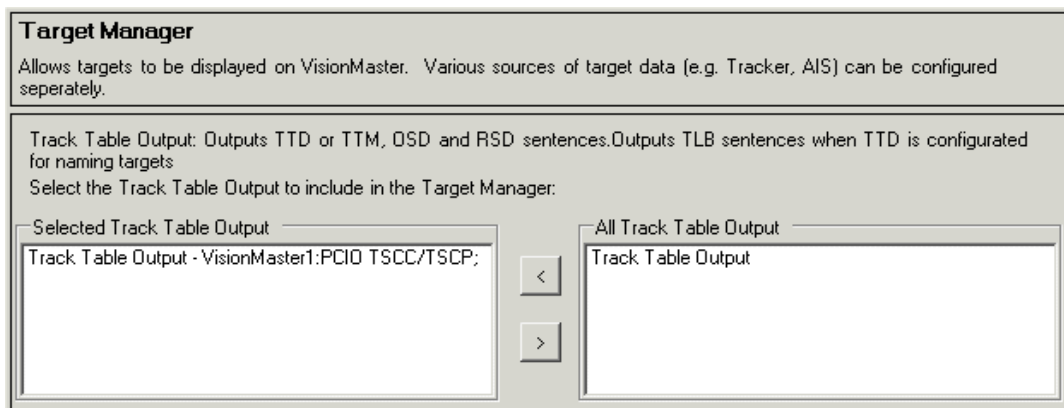 Target Manager
Allows targets to be displayed on VisionMaster. Various sources of target data (e.g. Tracker, AIS) can be configured
seperately.
Track Table Output: Outputs TTD or TTM, OSD and RSD sentences.Outputs TLB sentences when TTD is configurated
for naming targets
Select the Track Table Output to include in the Target Manager:
Selected Track Table Output
Track Table Output - VisionMaster1:PCIO TSCC/TSCP;
<
>
All Track Table Output
Track Table Output